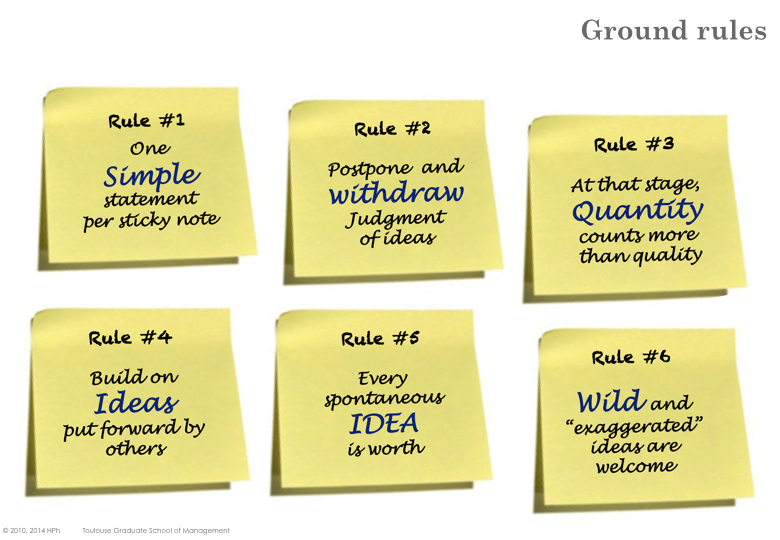 Ground rules
Rule #1
One
Simple
statement
per sticky note
Rule #2
Postpone and
withdraw
Judgment
of ideas
Rule #3
At that stage,
Quantity
counts more
than quality
Rule #4
Build on
Ideas
put forward by
others
Rule #5
Every
spontaneous
IDEA
is worth
Rule #6
Wild and
“exaggerated”
ideas are
welcome
© 2010, 2014 HPh Toulouse Graduate School of Management